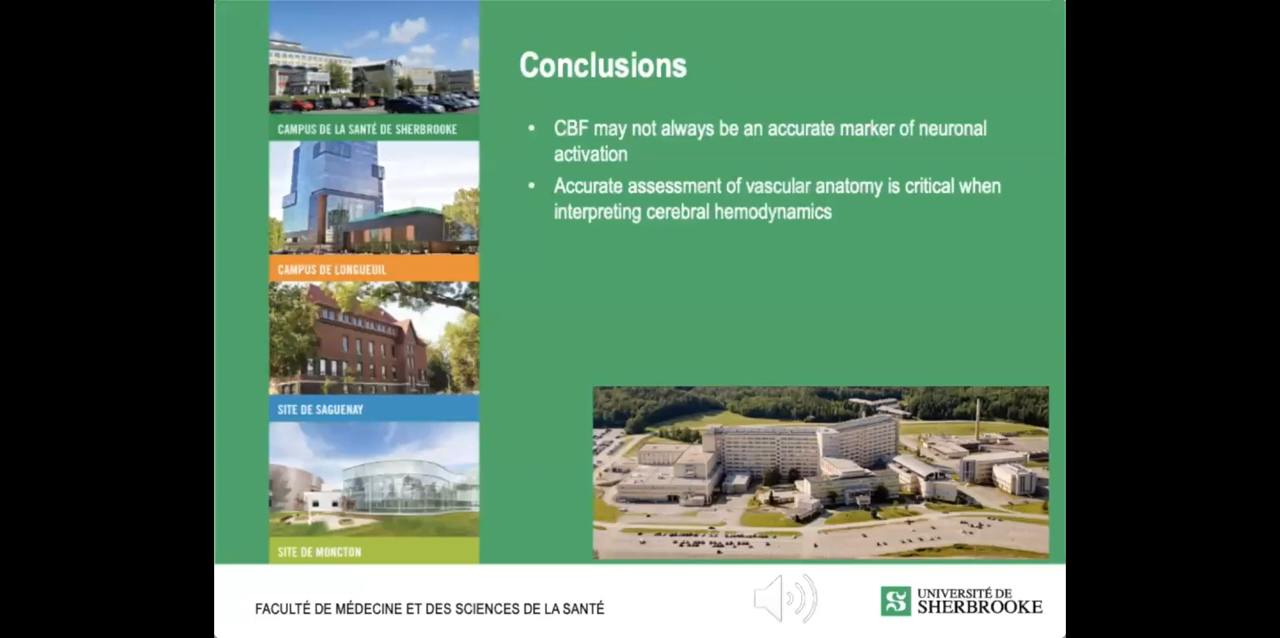 Conclusions
• CBF may not always be an accurate marker of neuronal
activation
• Accurate assessment of vascular anatomy is critical when
interpreting cerebral hemodynamics
CAMPUS DE LA SANTÉ DE SHERBROOKE
CAMPUS DE LONGUEUIL
SITE DE SAGUENAY
SITE DE MONCTON
FACULTÉ DE MÉDECINE ET DES SCIENCES DE LA SANTÉ
UNIVERSITÉ DE
SHERBROOKE